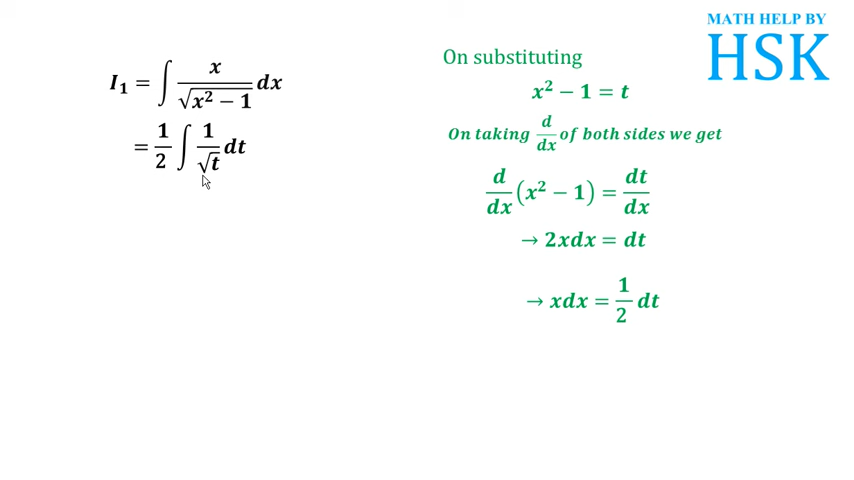 MATH HELP BY
HSK
I₁ = ∫ x/√(x² − 1) dx
= 1/2 ∫ 1/√t dt
On substituting
x² − 1 = t
On taking d/dx of both sides we get
d/dx (x² − 1) = dt/dx
→ 2xdx = dt
→ xdx = 1/2 dt